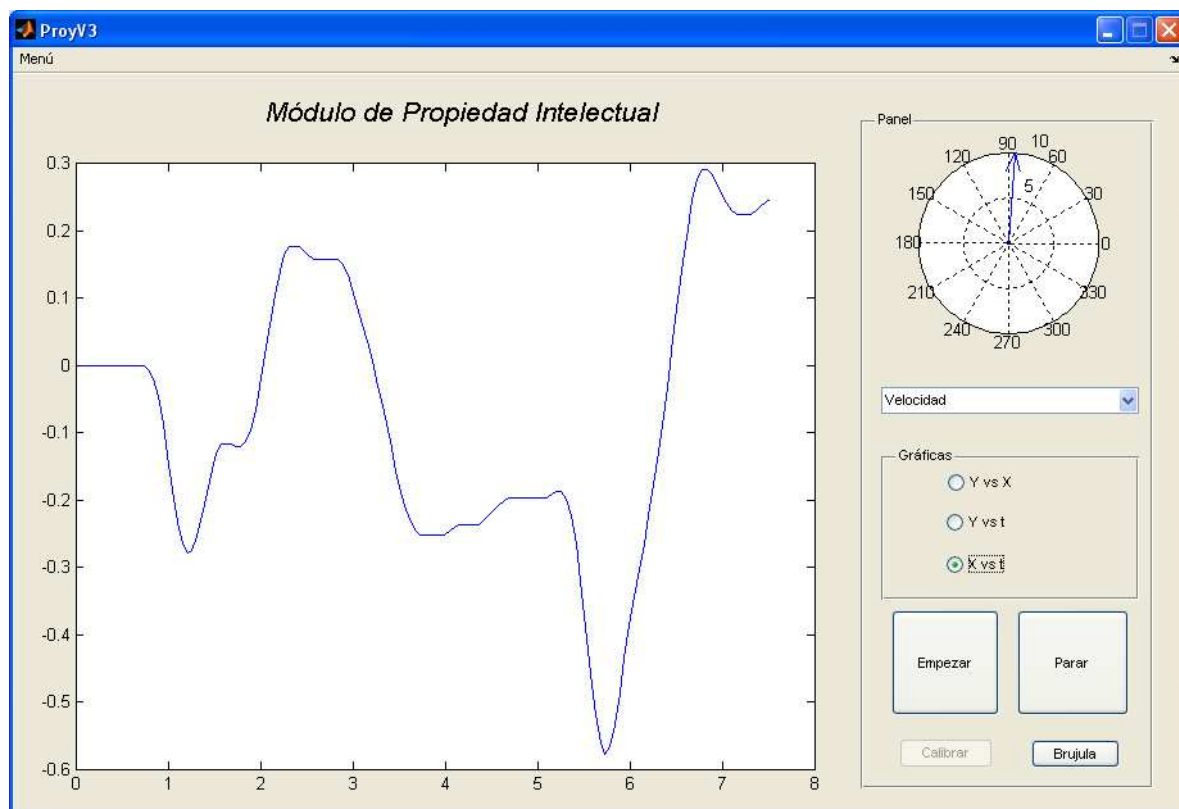 ProyV3
Menú
Módulo de Propiedad Intelectual
0.3
0.2
0.1
0
-0.1
-0.2
-0.3
-0.4
-0.5
-0.6
0 1 2 3 4 5 6 7 8
Panel
90 10
120 60
150 5 30
180 0
210 330
240 300
270
Velocidad
Gráficas
Y vs X
Y vs t
X vs t
Empezar Parar
Calibrar Brujula